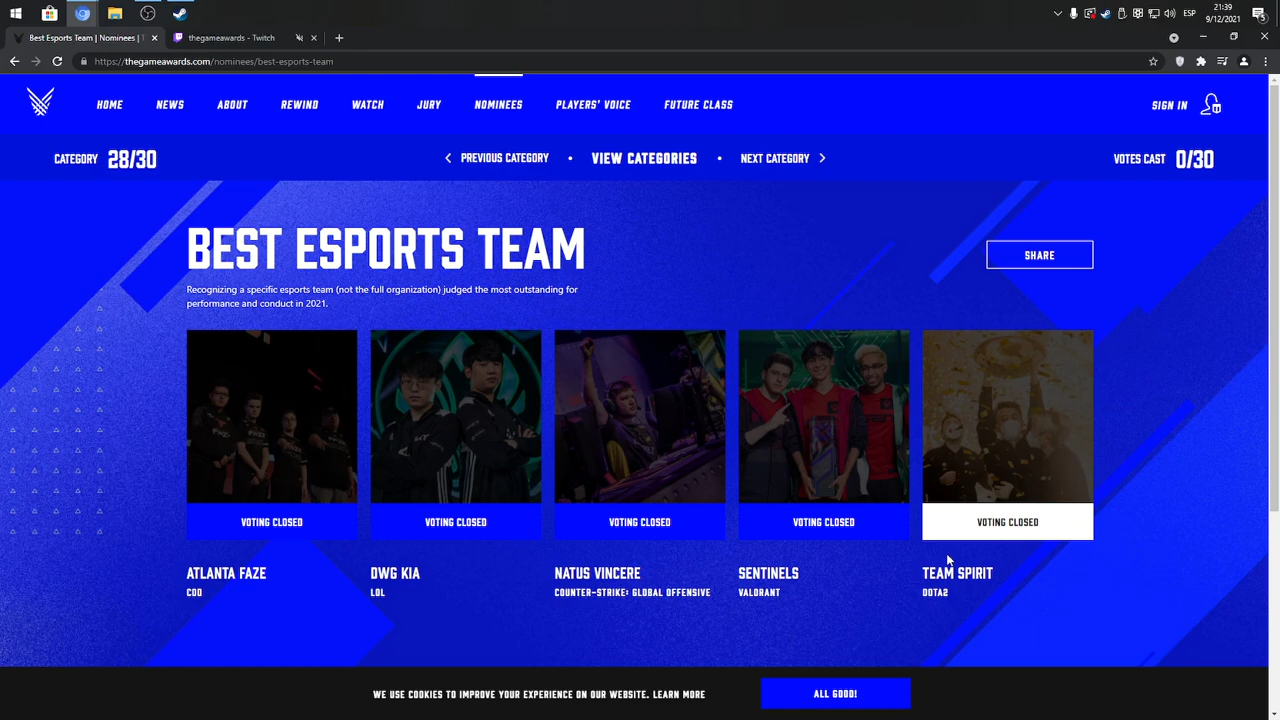 21:39
ESP
9/12/2021
5
Best Esports Team | Nominees |
thegameawards - Twitch
https://thegameawards.com/nominees/best-esports-team
HOME
NEWS
ABOUT
REWIND
WATCH
JURY
NOMINEES
PLAYERS' VOICE
FUTURE CLASS
SIGN IN
CATEGORY 28/30
PREVIOUS CATEGORY
VIEW CATEGORIES
NEXT CATEGORY
VOTES CAST 0/30
BEST ESPORTS TEAM
SHARE
Recognizing a specific esports team (not the full organization) judged the most outstanding for
performance and conduct in 2021.
VOTING CLOSED
VOTING CLOSED
VOTING CLOSED
VOTING CLOSED
VOTING CLOSED
ATLANTA FAZE
COD
DWG KIA
LOL
NATUS VINCERE
COUNTER-STRIKE: GLOBAL OFFENSIVE
SENTINELS
VALORANT
TEAM SPIRIT
DOTA2
WE USE COOKIES TO IMPROVE YOUR EXPERIENCE ON OUR WEBSITE. LEARN MORE
ALL GOOD!